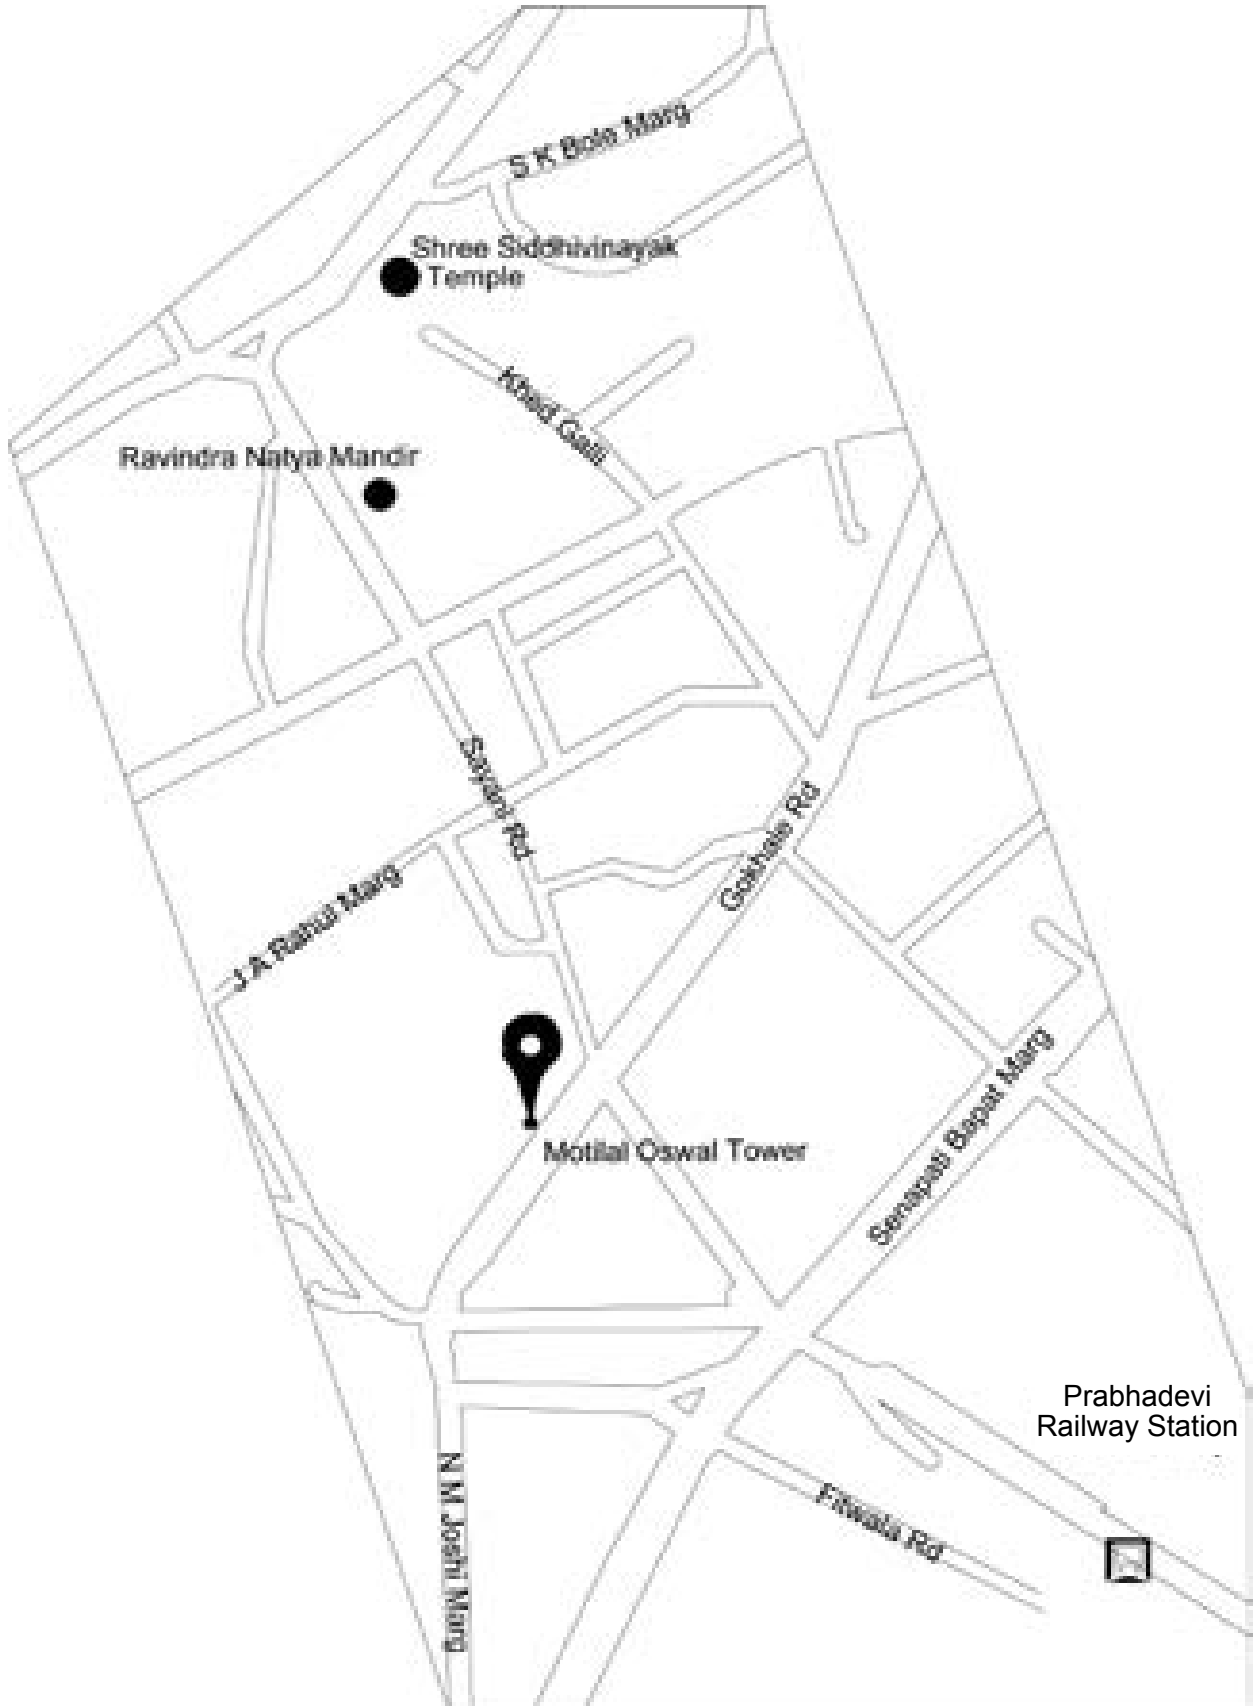 S K Bole Marg
Shree Siddhivinayak
Temple
Khed Galli
Ravindra Natya Mandir
Sayani Rd
Gokhale Rd
J A Rahul Marg
Senapati Bapat Marg
Motilal Oswal Tower
Prabhadevi
Railway Station
Fitwala Rd
N M Joshi Marg